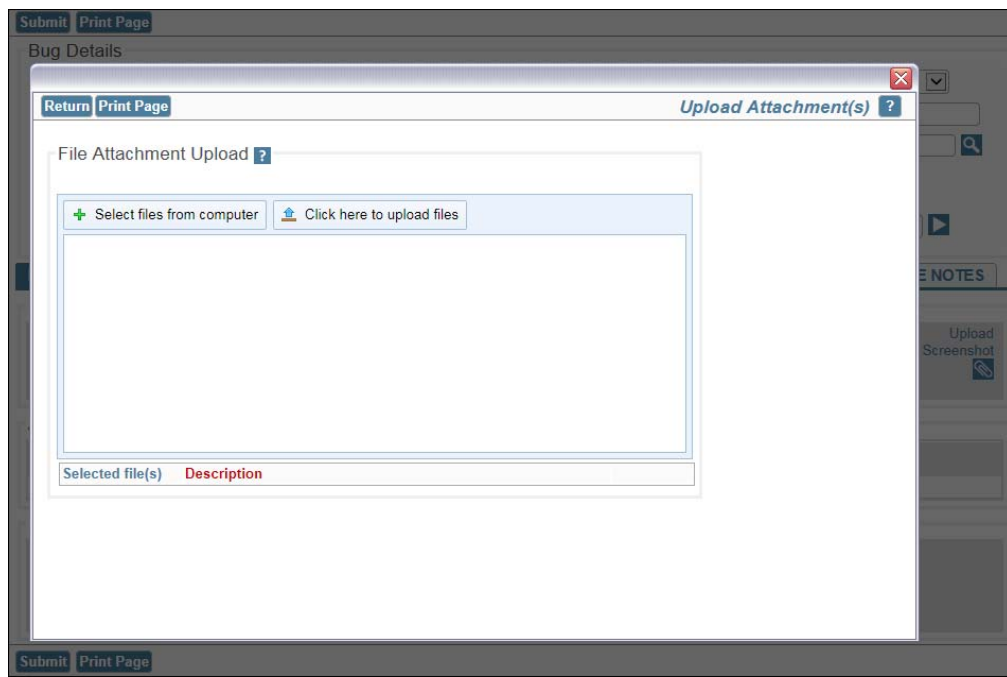 Submit Print Page
Bug Details
Return Print Page Upload Attachment(s) ?
File Attachment Upload ?
Select files from computer Click here to upload files
E NOTES
Upload
Screenshot
Selected file(s) Description
Submit Print Page